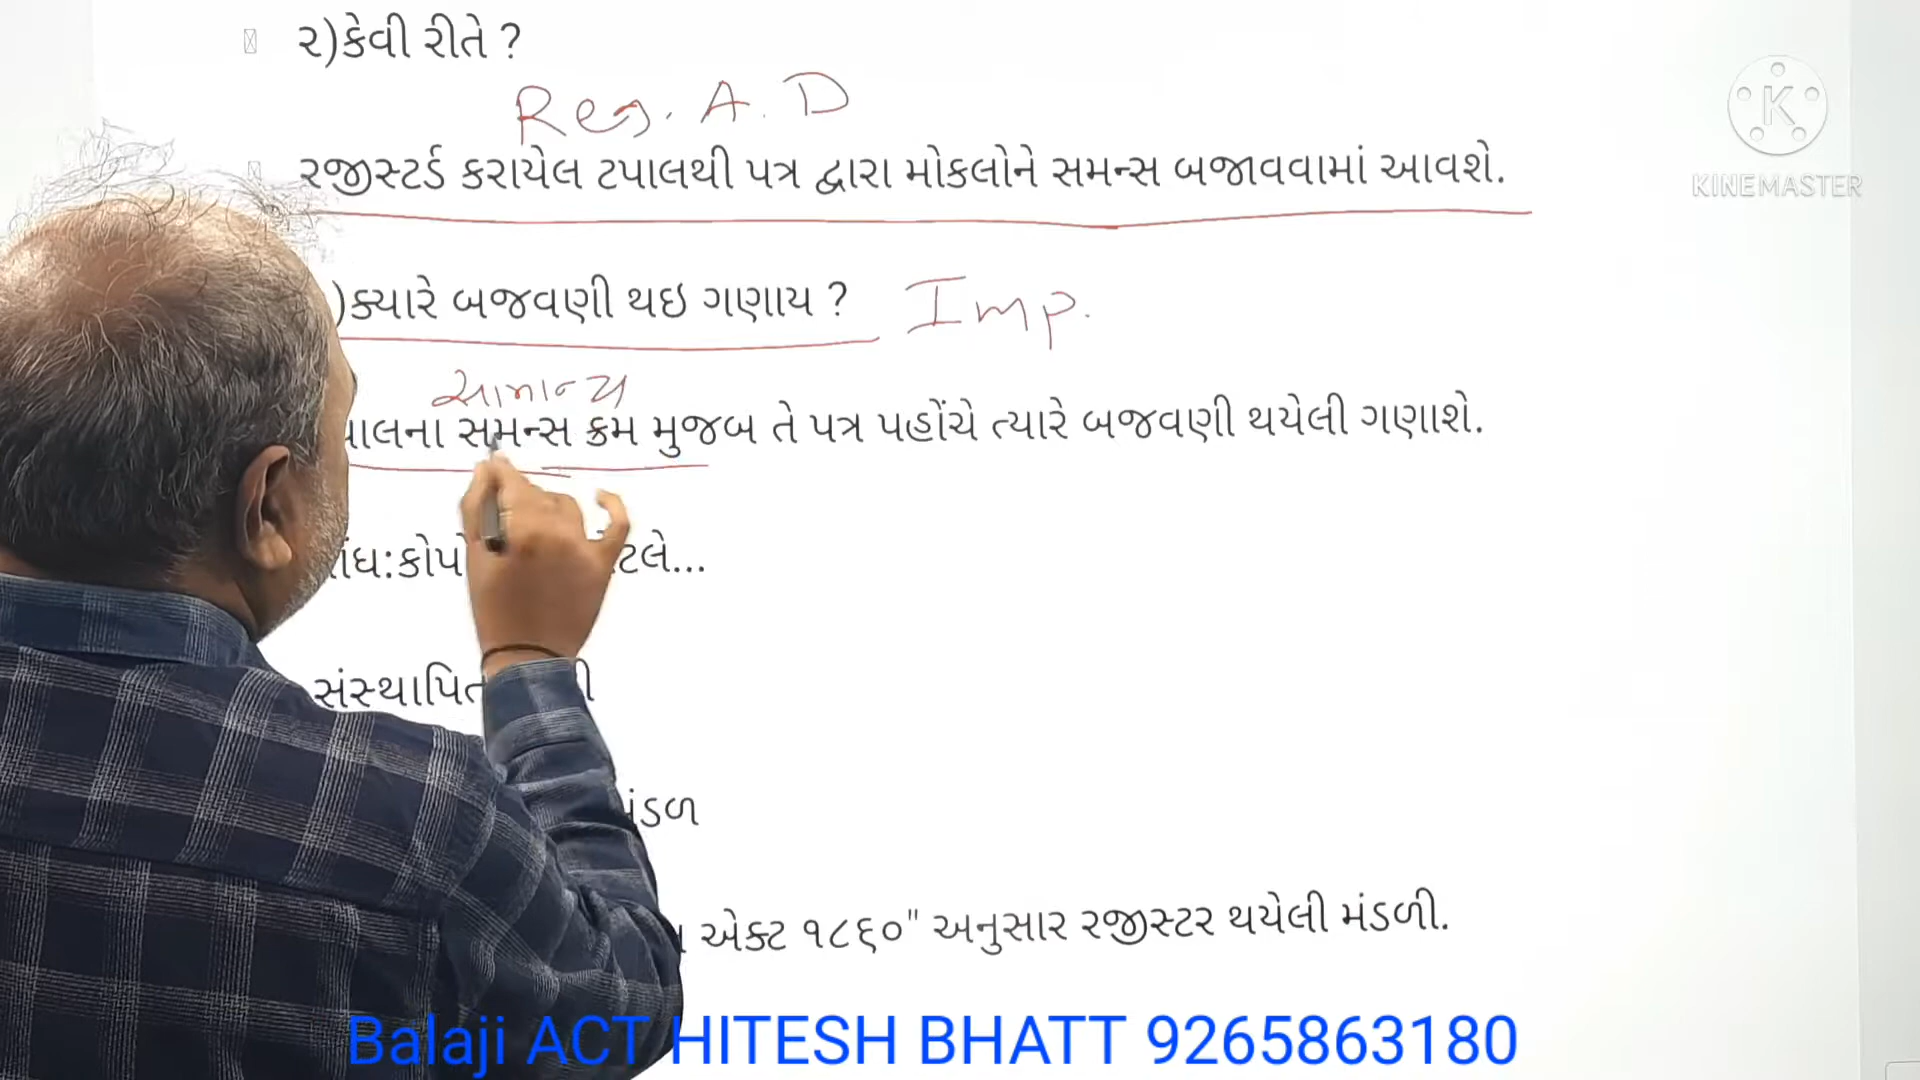 ૨)કેવી રીતે ?
Reg. A. D
KINEMASTER
રજીસ્ટર્ડ કરાયેલ ટપાલથી પત્ર દ્વારા મોકલોને સમન્સ બજાવવામાં આવશે.
)ક્યારે બજવણી થઇ ગણાય ? Imp.
સામાન્ય
પાલના સમન્સ ક્રમ મુજબ તે પત્ર પહોંચે ત્યારે બજવણી થયેલી ગણાશે.
સંસ્થાપિત
એક્ટ ૧૮૬૦" અનુસાર રજીસ્ટર થયેલી મંડળી.
Balaji ACT HITESH BHATT 9265863180